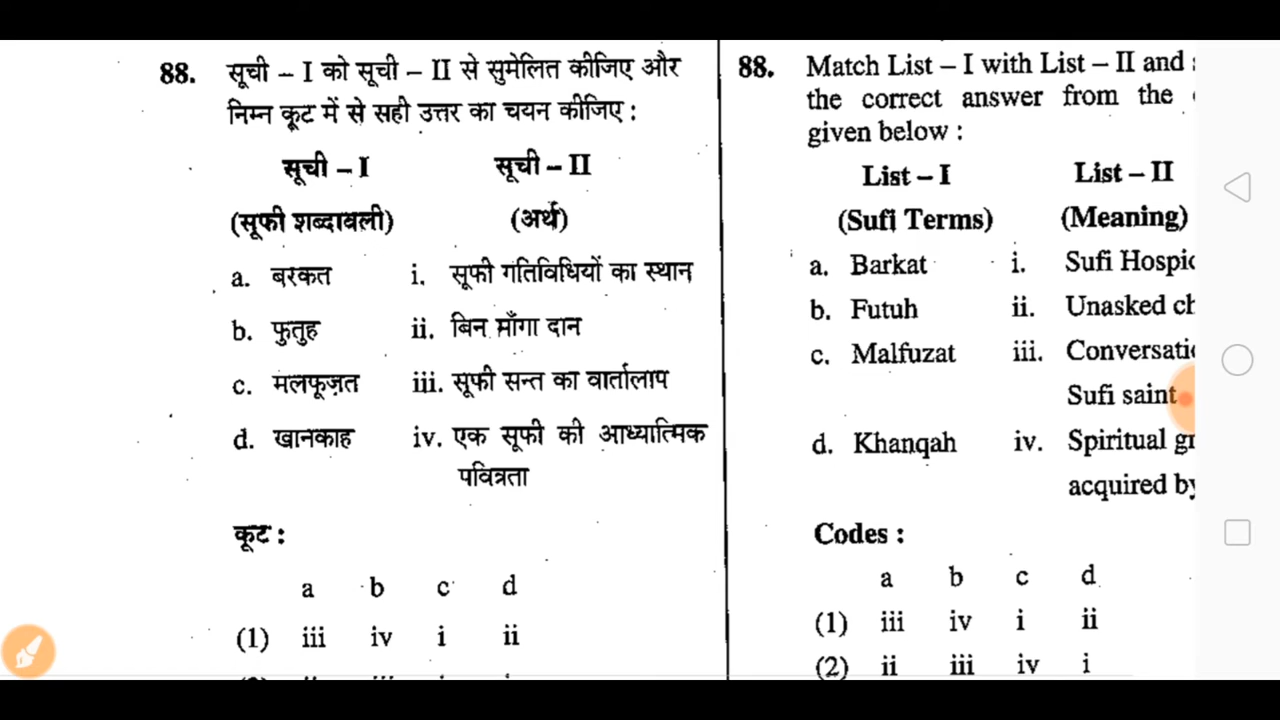 88. सूची – I को सूची – II से सुमेलित कीजिए और
निम्न कूट में से सही उत्तर का चयन कीजिए :
सूची – I सूची – II
(सूफी शब्दावली) (अर्थ)
a. बरकत i. सूफी गतिविधियों का स्थान
b. फुतुह ii. बिन माँगा दान
c. मलफूज़त iii. सूफी सन्त का वार्तालाप
d. खानकाह iv. एक सूफी की आध्यात्मिक
पवित्रता
कूट :
a b c d
(1) iii iv i ii
88. Match List – I with List – II and
the correct answer from the
given below :
List – I List – II
(Sufi Terms) (Meaning)
a. Barkat i. Sufi
b. Futuh ii. Unasked
c. Malfuzat iii.
Sufi saint
d. Khanqah iv. Spiritual
acquired by
Codes :
a b c d
(1) iii iv i ii
(2) ii iii iv i